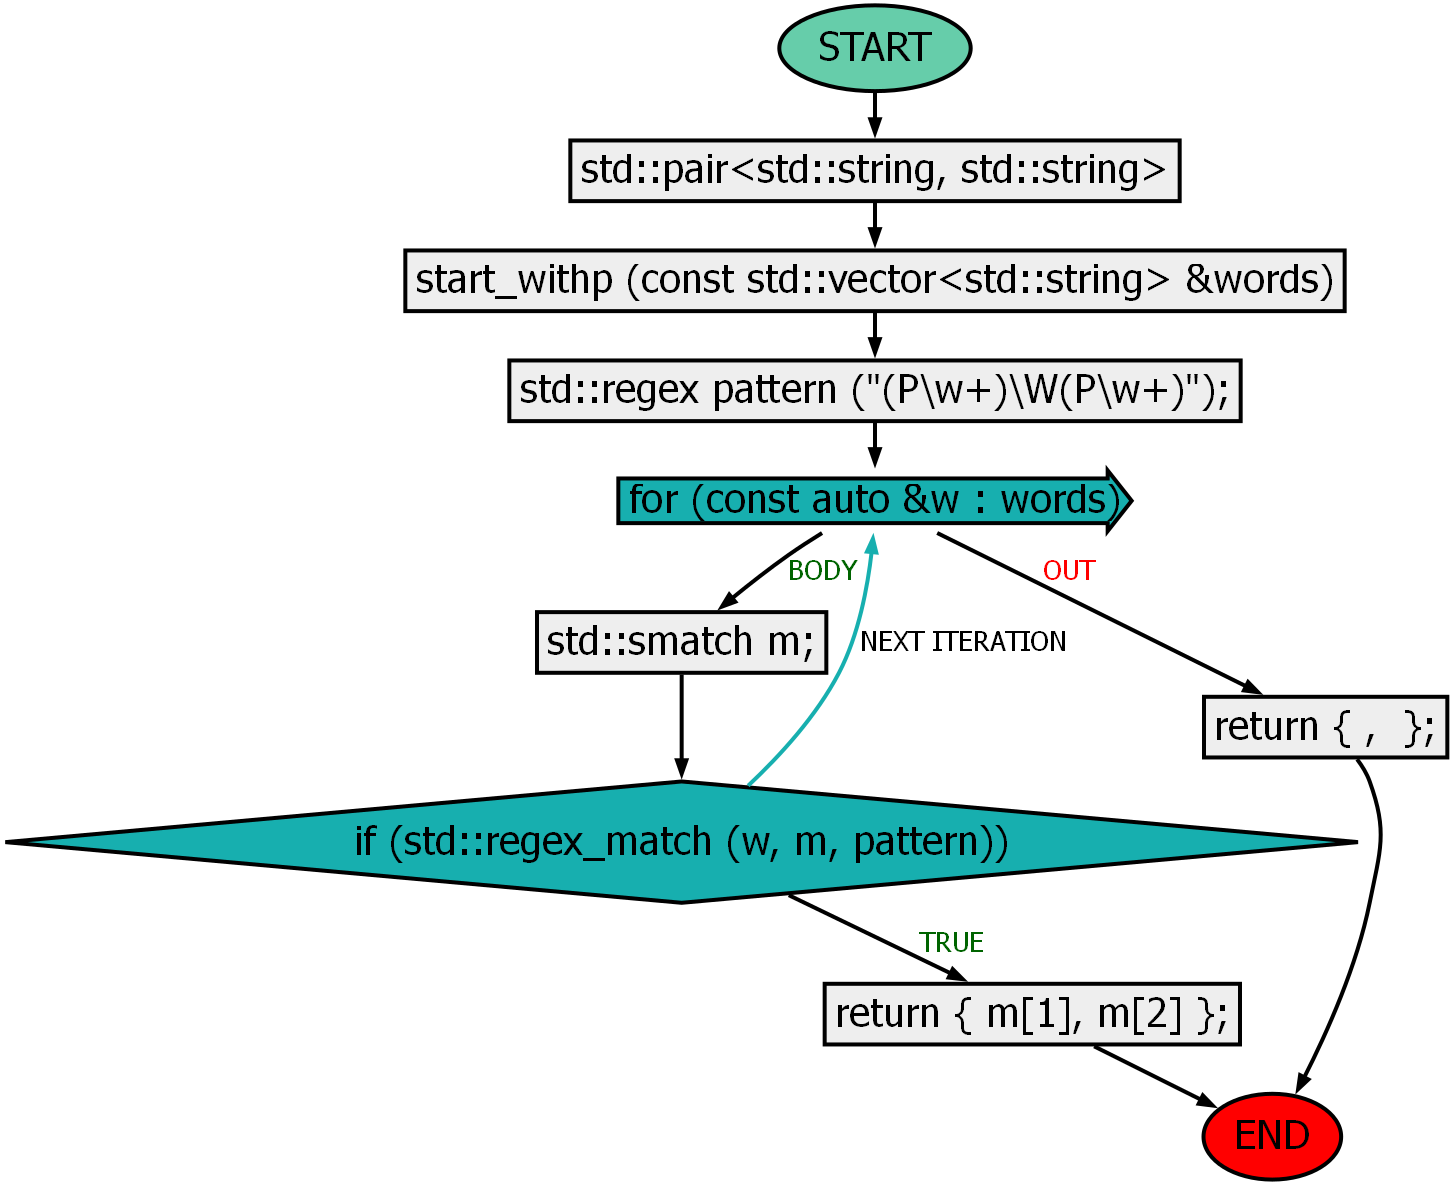 START
std::pair<std::string, std::string>
start_withp (const std::vector<std::string> &words)
std::regex pattern ("(P\w+)\W(P\w+)");
for (const auto &w : words)
BODY
OUT
std::smatch m;
NEXT ITERATION
return { ,  };
if (std::regex_match (w, m, pattern))
TRUE
return { m[1], m[2] };
END